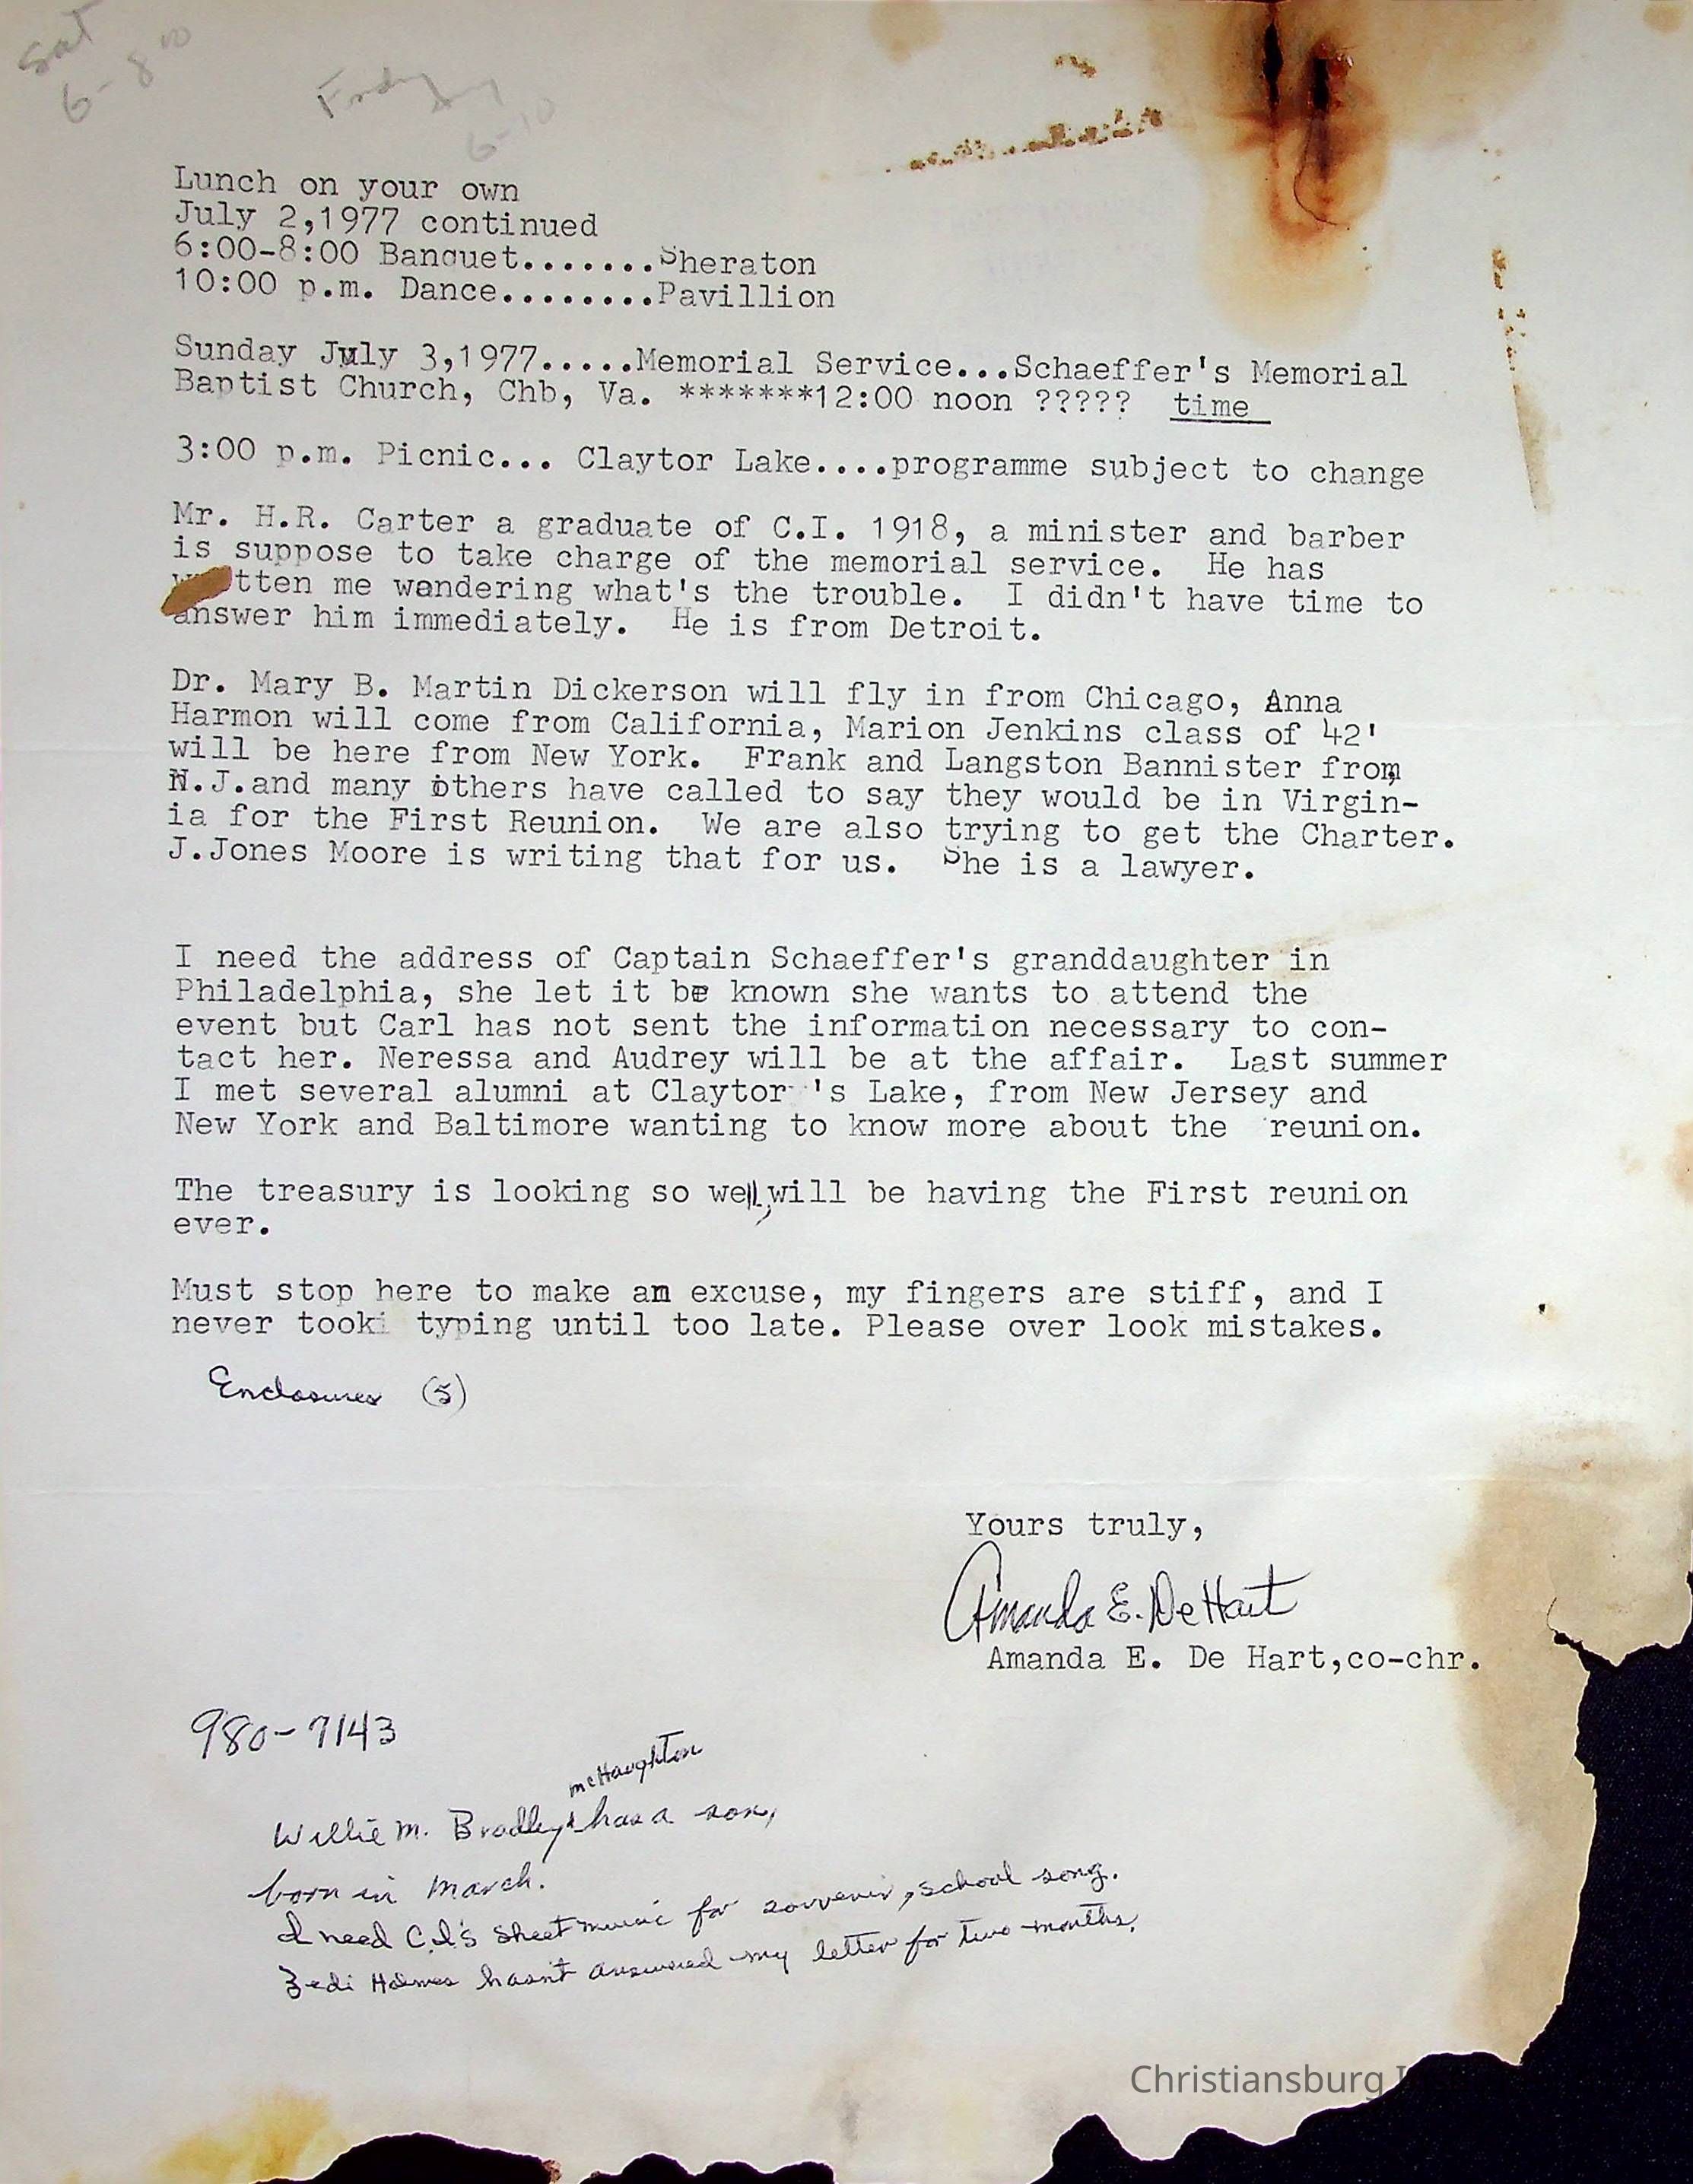 Sat
6-8
6-10
Lunch on your own
July 2,1977 continued
6:00-8:00 Banquet.......Sheraton
10:00 p.m. Dance........Pavillion
Sunday July 3,1977.....Memorial Service...Schaeffer's Memorial
Baptist Church, Chb, Va. *******12:00 noon ????? time
3:00 p.m. Picnic... Claytor Lake....programme subject to change
Mr. H.R. Carter a graduate of C.I. 1918, a minister and barber
is suppose to take charge of the memorial service. He has
tten me wondering what's the trouble. I didn't have time to
answer him immediately. He is from Detroit.
Dr. Mary B. Martin Dickerson will fly in from Chicago, Anna
Harmon will come from California, Marion Jenkins class of 42'
will be here from New York. Frank and Langston Bannister from
N.J.and many others have called to say they would be in Virgin-
ia for the First Reunion. We are also trying to get the Charter.
J.Jones Moore is writing that for us. She is a lawyer.
I need the address of Captain Schaeffer's granddaughter in
Philadelphia, she let it be known she wants to attend the
event but Carl has not sent the information necessary to con-
tact her. Neressa and Audrey will be at the affair. Last summer
I met several alumni at Claytor 's Lake, from New Jersey and
New York and Baltimore wanting to know more about the reunion.
The treasury is looking so well, will be having the First reunion
ever.
Must stop here to make an excuse, my fingers are stiff, and I
never took typing until too late. Please over look mistakes.
Enclosures (5)
Yours truly,
Amanda E. DeHart
Amanda E. De Hart,co-chr.
980-7143
McHaughton
Willie M. Bradley has a son,
born in March.
I need C.I.'s sheet music for souvenir, school song.
Zedi Holmes hasn't answered my letter for two months.
Christiansburg